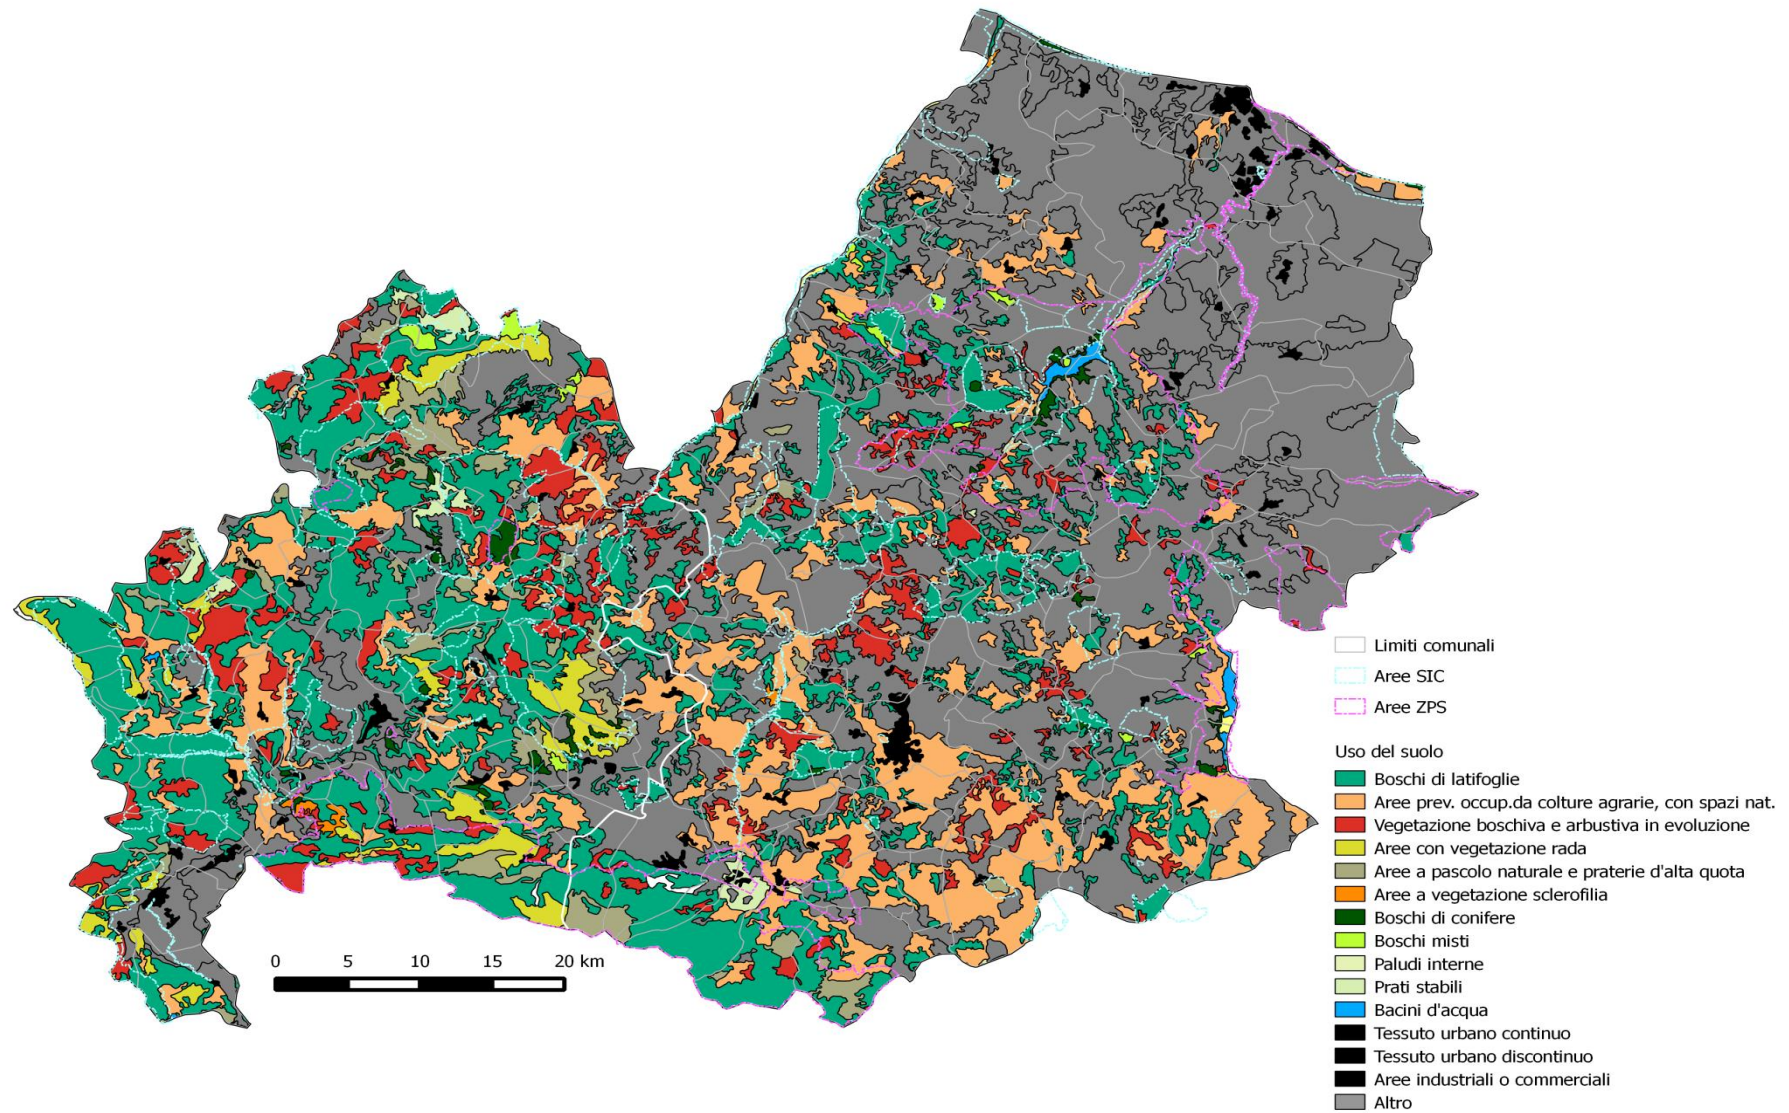 Limiti comunali
Aree SIC
Aree ZPS
Uso del suolo
Boschi di latifoglie
Aree prev. occup.da colture agrarie, con spazi nat.
Vegetazione boschiva e arbustiva in evoluzione
Aree con vegetazione rada
Aree a pascolo naturale e praterie d'alta quota
Aree a vegetazione sclerofilia
Boschi di conifere
Boschi misti
Paludi interne
Prati stabili
Bacini d'acqua
Tessuto urbano continuo
Tessuto urbano discontinuo
Aree industriali o commerciali
Altro
0 5 10 15 20 km